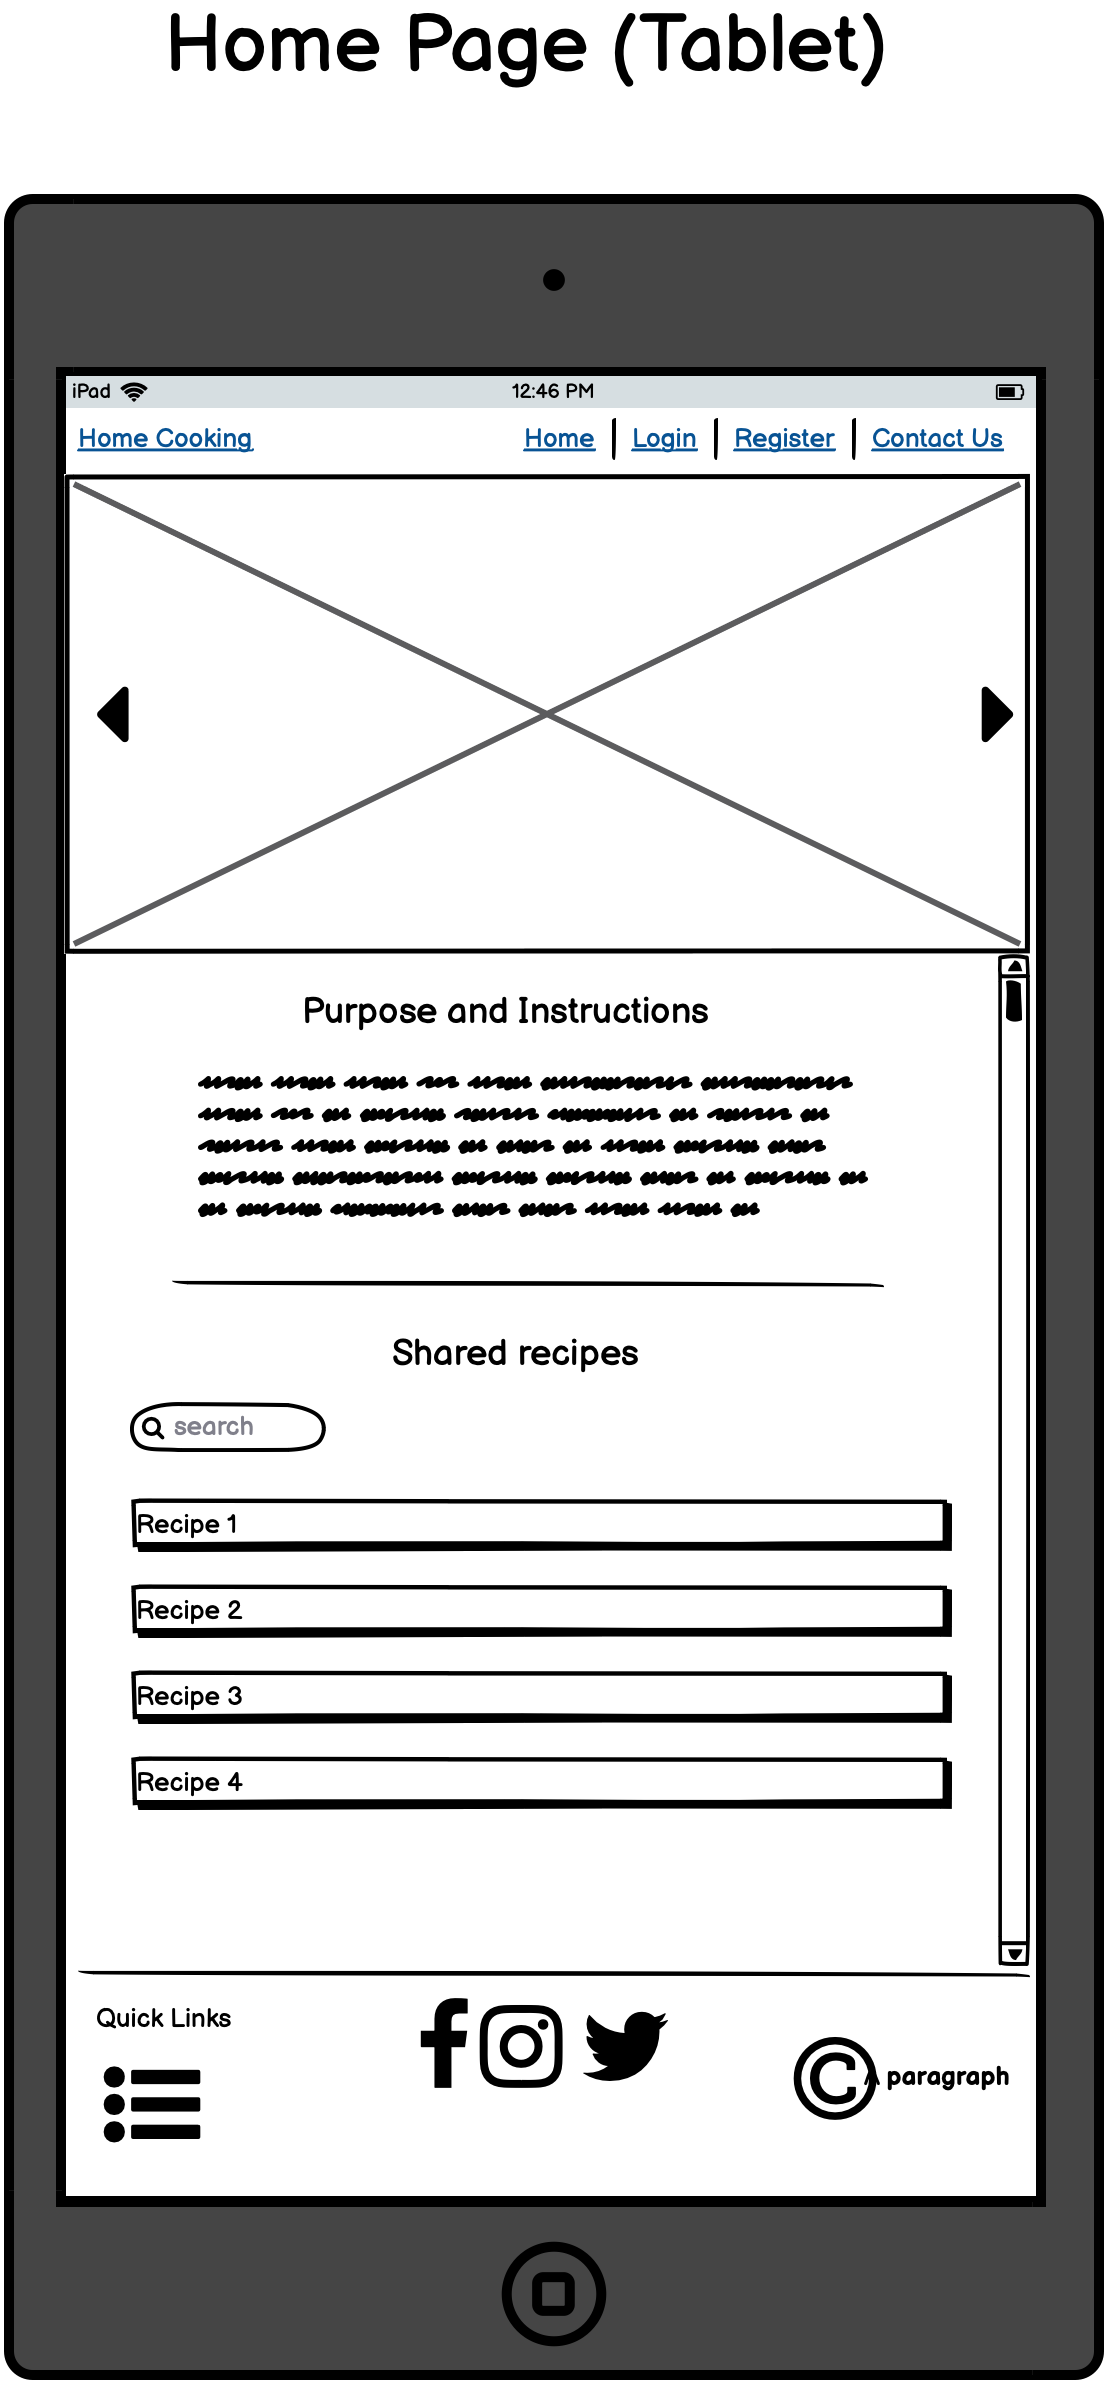 Home Page (Tablet)
iPad 12:46 PM
Home Cooking Home Login Register Contact Us
Purpose and Instructions
Shared recipes
search
Recipe 1
Recipe 2
Recipe 3
Recipe 4
Quick Links
© A paragraph